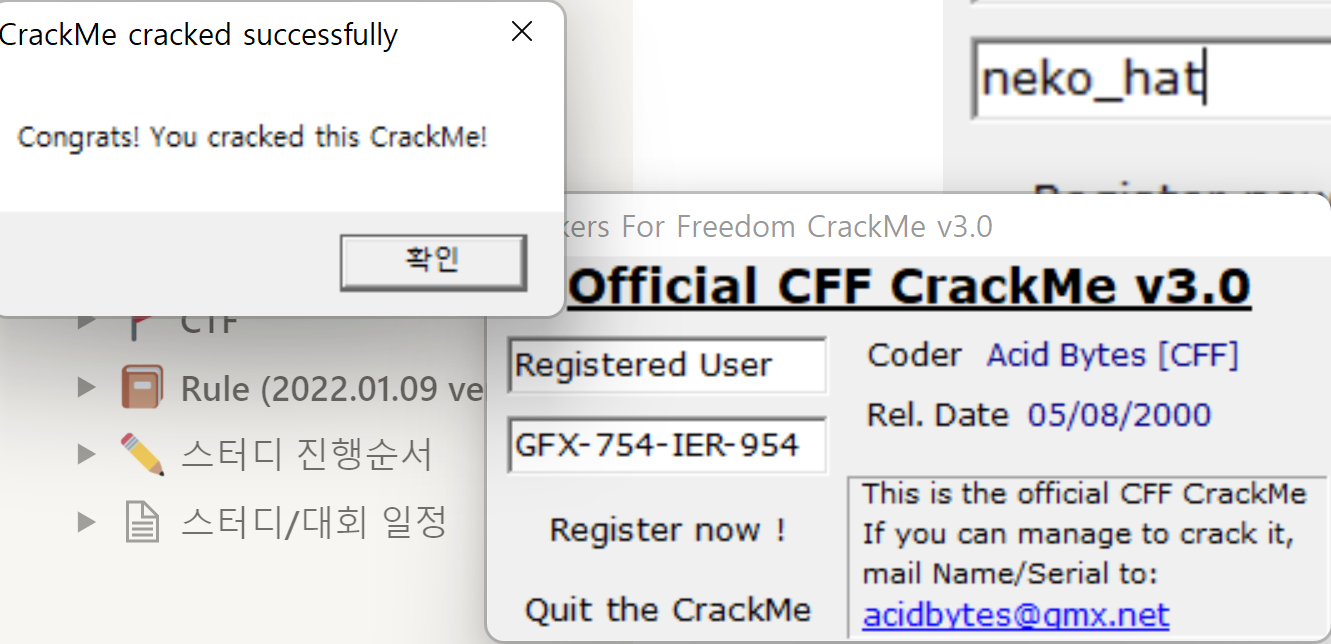 CrackMe cracked successfully
Congrats! You cracked this CrackMe!
확인
neko_hat
Register now
kers For Freedom CrackMe v3.0
Official CFF CrackMe v3.0
Registered User
GFX-754-IER-954
Register now !
Quit the CrackMe
Coder Acid Bytes [CFF]
Rel. Date 05/08/2000
This is the official CFF CrackMe
If you can manage to crack it,
mail Name/Serial to:
acidbytes@gmx.net
CTF
Rule (2022.01.09 ve
스터디 진행순서
스터디/대회 일정